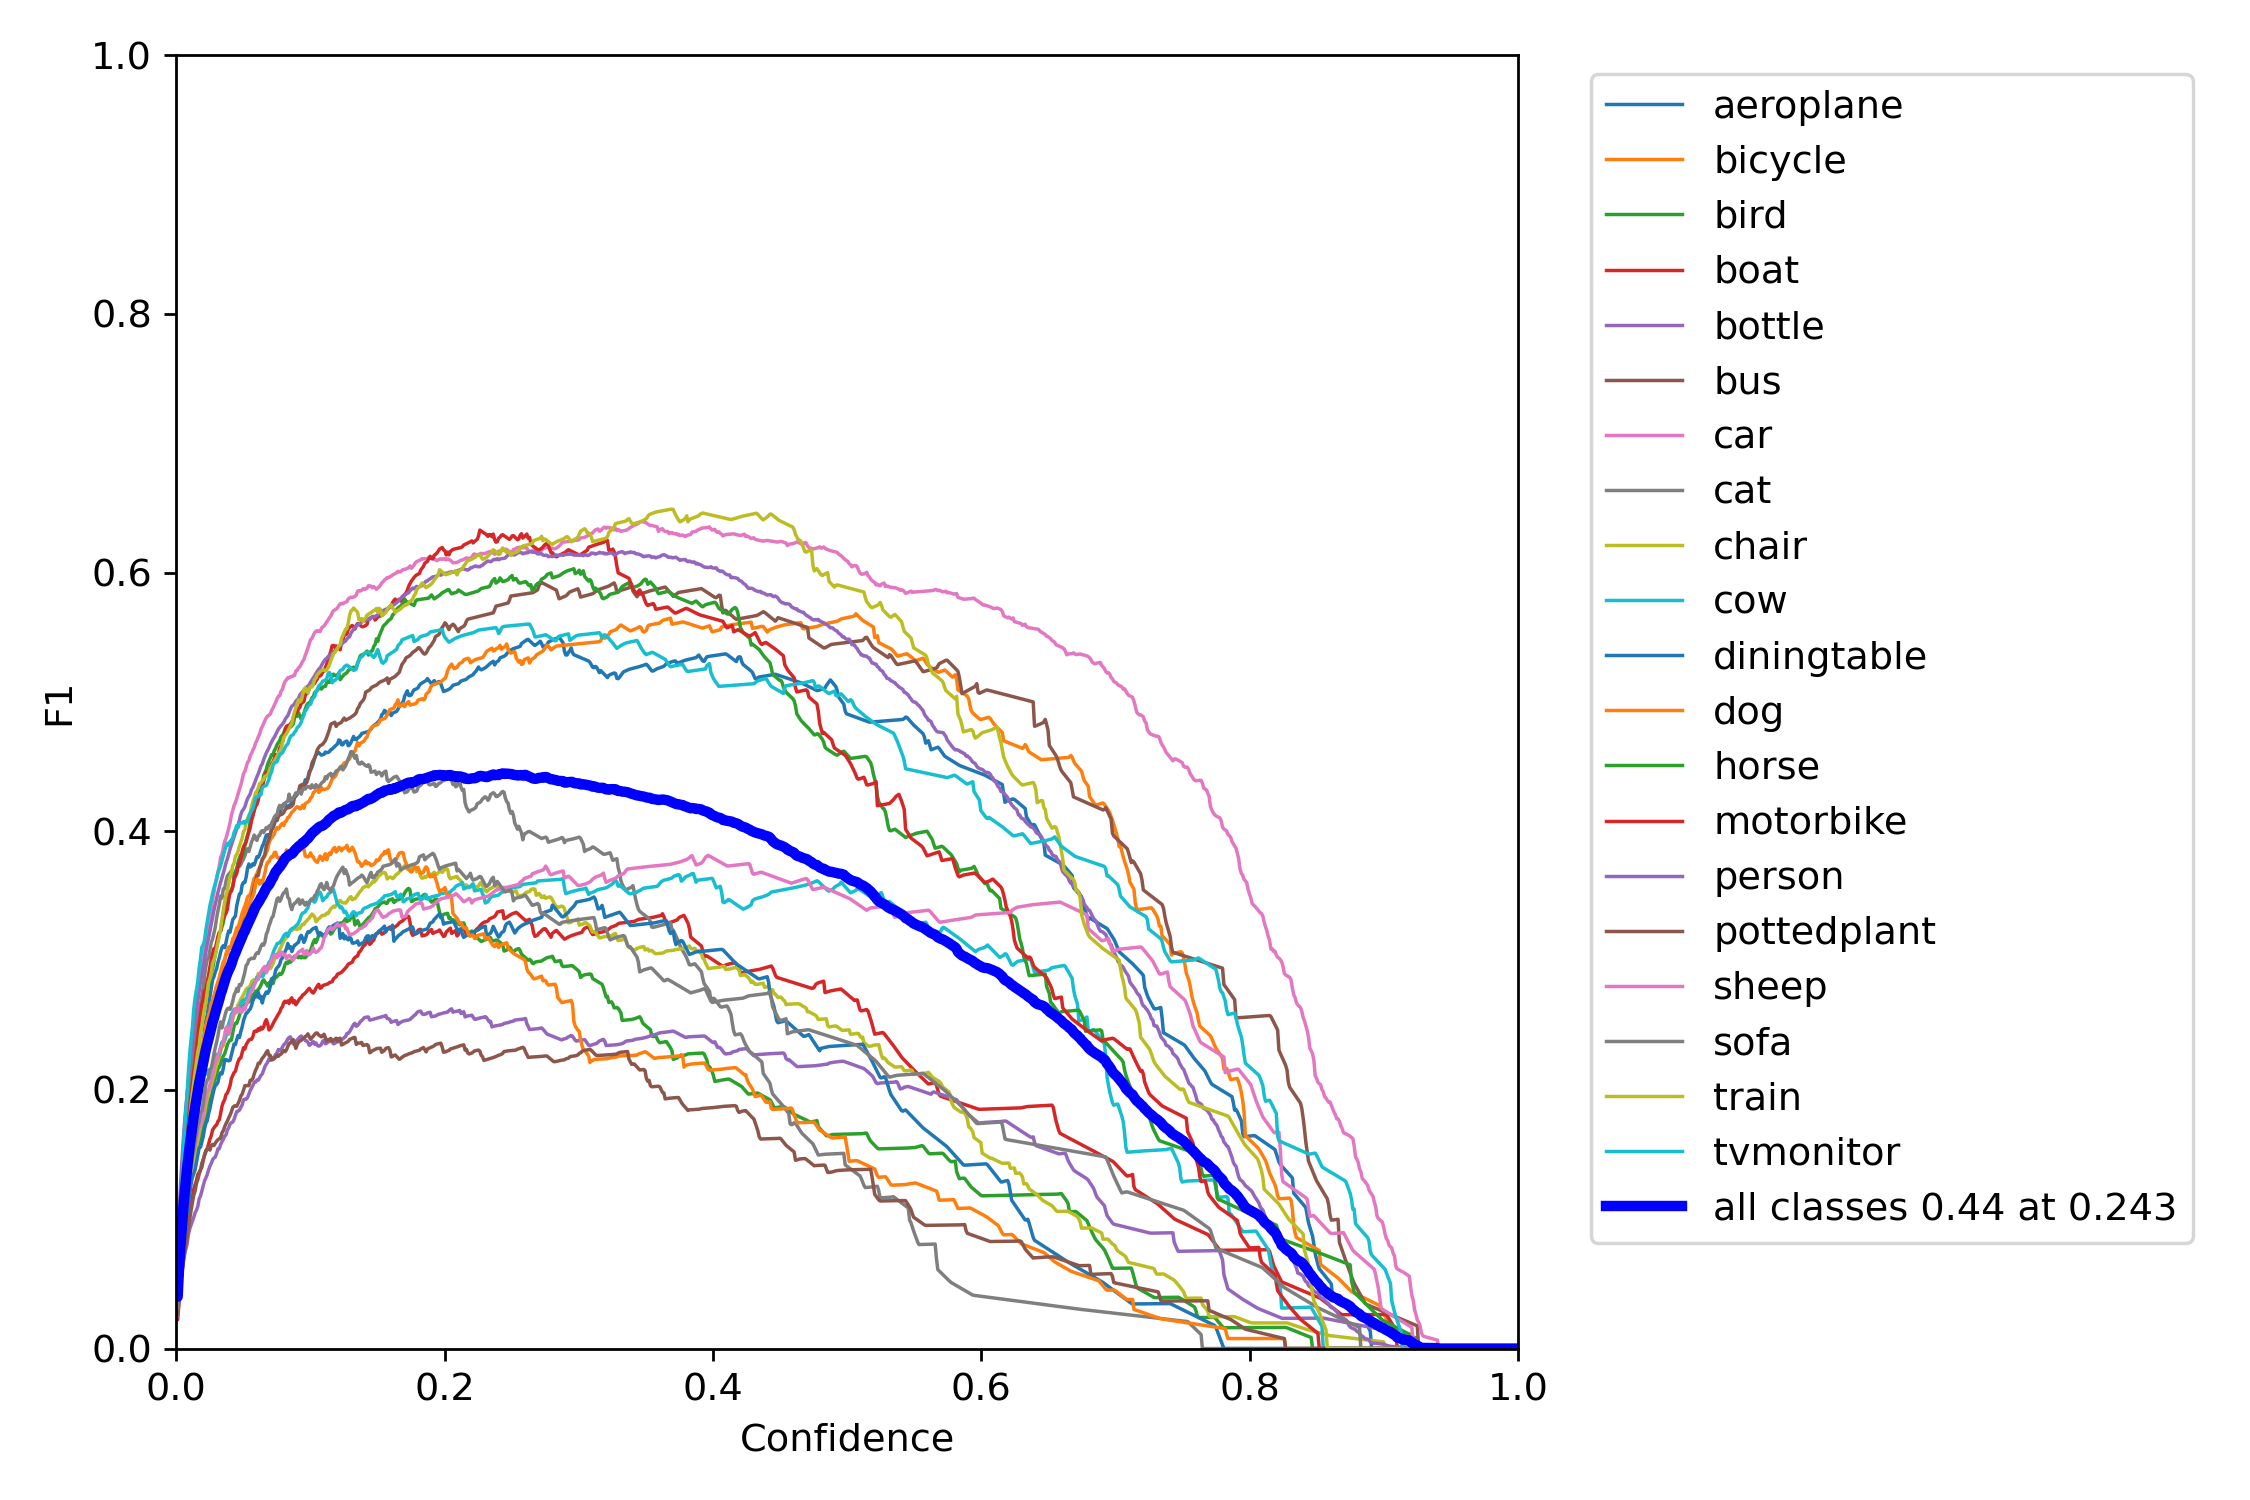 1.0
0.8
0.6
0.4
0.2
0.0
F1
0.0 0.2 0.4 0.6 0.8 1.0
Confidence
aeroplane
bicycle
bird
boat
bottle
bus
car
cat
chair
cow
diningtable
dog
horse
motorbike
person
pottedplant
sheep
sofa
train
tvmonitor
all classes 0.44 at 0.243